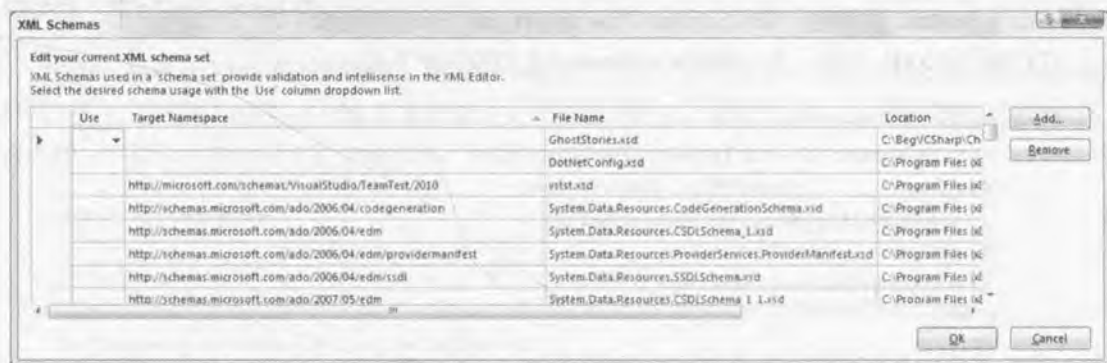 XML Schemas
Edit your current XML schema set
XML Schemas used in a 'schema set' provide validation and intellisense in the XML Editor.
Select the desired schema usage with the 'Use' column dropdown list.
Use Target Namespace File Name Location
GhostStories.xsd C:\BegVCSharp\Ch
DotNetConfig.xsd C:\Program Files (x8
http://microsoft.com/schemas/VisualStudio/TeamTest/2010 vstst.xsd C:\Program Files (x8
http://schemas.microsoft.com/ado/2006/04/codegeneration System.Data.Resources.CodeGenerationSchema.xsd C:\Program Files (x8
http://schemas.microsoft.com/ado/2006/04/edm System.Data.Resources.CSDLSchema_1.xsd C:\Program Files (x8
http://schemas.microsoft.com/ado/2006/04/edm/providermanifest System.Data.Resources.ProviderServices.ProviderManifest.xsd C:\Program Files (x8
http://schemas.microsoft.com/ado/2006/04/edm/ssdl System.Data.Resources.SSDLSchema.xsd C:\Program Files (x8
http://schemas.microsoft.com/ado/2007/05/edm System.Data.Resources.CSDLSchema_1_1.xsd C:\Program Files (x8
Add...
Remove
OK Cancel